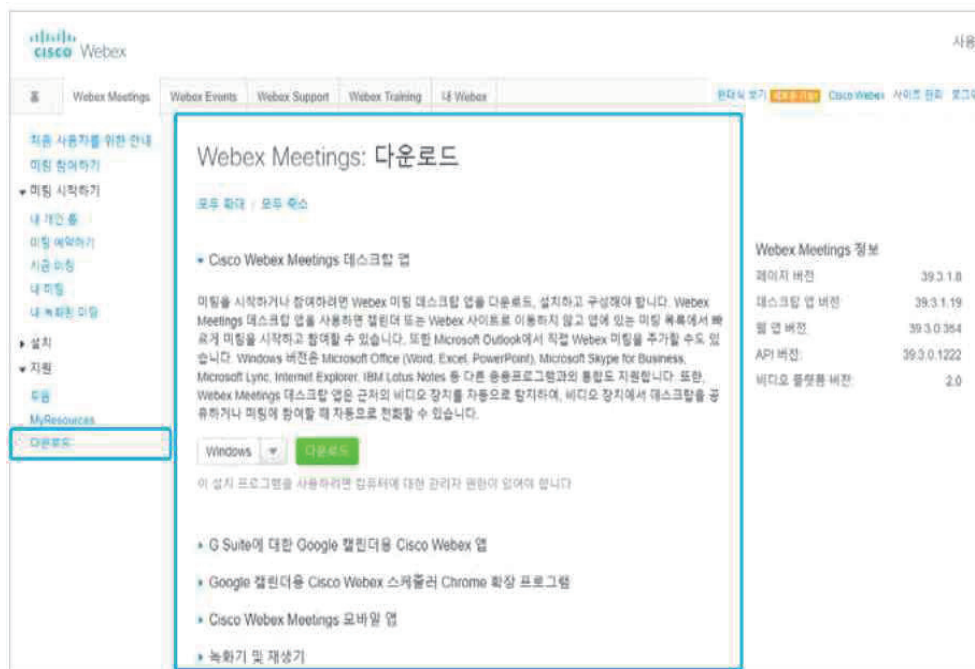 cisco Webex
사용
홈
Webex Meetings
Webex Events
Webex Support
Webex Training
내 Webex
현대식 보기
Cisco Webex
사이트 관리
로그
처음 사용자를 위한 안내
미팅 참여하기
미팅 시작하기
내 개인 룸
미팅 예약하기
지금 미팅
내 미팅
내 녹화된 미팅
설치
지원
도움
MyResources
다운로드
Webex Meetings: 다운로드
모두 확대 | 모두 축소
Cisco Webex Meetings 데스크탑 앱
미팅을 시작하거나 참여하려면 Webex 미팅 데스크탑 앱을 다운로드, 설치하고 구성해야 합니다. Webex
Meetings 데스크탑 앱을 사용하면 캘린더 또는 Webex 사이트로 이동하지 않고 앱에 있는 미팅 목록에서 빠
르게 미팅을 시작하고 참여할 수 있습니다. 또한 Microsoft Outlook에서 직접 Webex 미팅을 추가할 수도 있
습니다. Windows 버전은 Microsoft Office (Word, Excel, PowerPoint), Microsoft Skype for Business,
Microsoft Lync, Internet Explorer, IBM Lotus Notes 등 다른 응용프로그램과의 통합도 지원합니다. 또한,
Webex Meetings 데스크탑 앱은 근처의 비디오 장치를 자동으로 탐지하여, 비디오 장치에서 데스크탑을 공
유하거나 미팅에 참여할 때 자동으로 전화할 수 있습니다.
Windows
다운로드
이 설치 프로그램을 사용하려면 컴퓨터에 대한 관리자 권한이 있어야 합니다
G Suite에 대한 Google 캘린더용 Cisco Webex 앱
Google 캘린더용 Cisco Webex 스케줄러 Chrome 확장 프로그램
Cisco Webex Meetings 모바일 앱
녹화기 및 재생기
Webex Meetings 정보
페이지 버전 39.3.1.8
데스크탑 앱 버전: 39.3.1.19
웹 앱 버전: 39.3.0.364
API 버전: 39.3.0.1222
비디오 플랫폼 버전: 2.0